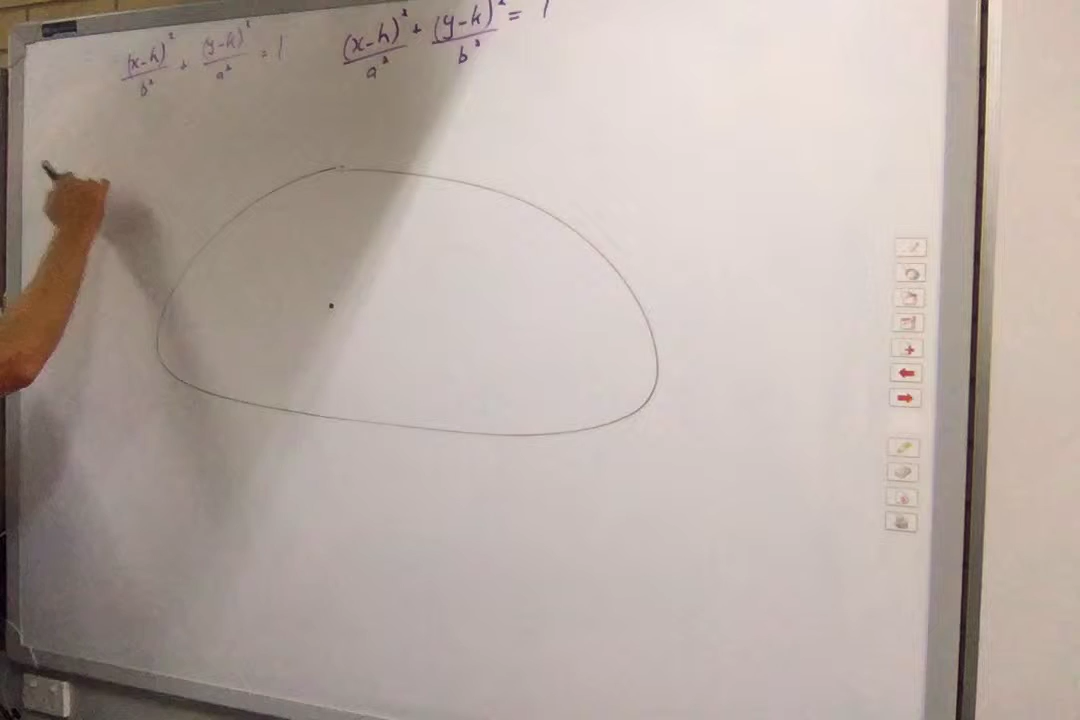 (x-h)²/b² + (y-k)²/a² = 1
(x-h)²/a² + (y-k)²/b² = 1